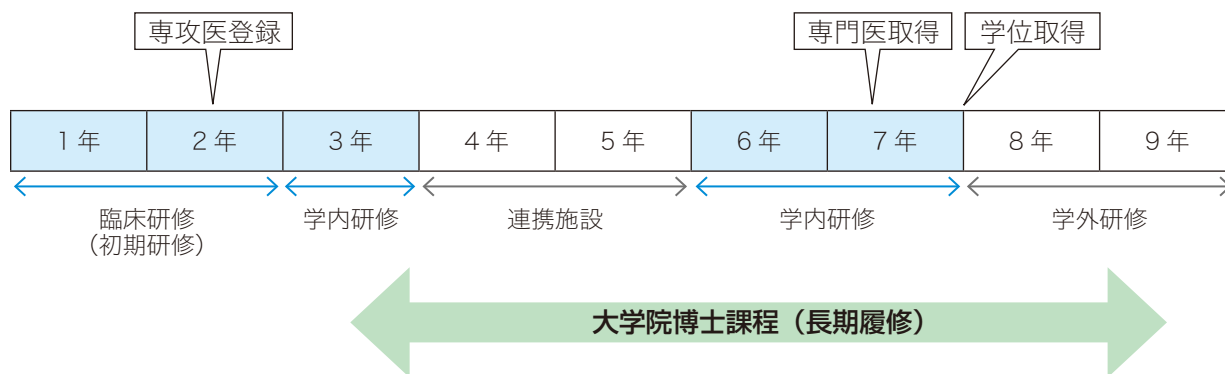 専攻医登録
専門医取得
学位取得
1年
2年
3年
4年
5年
6年
7年
8年
9年
臨床研修
（初期研修）
学内研修
連携施設
学内研修
学外研修
大学院博士課程（長期履修）